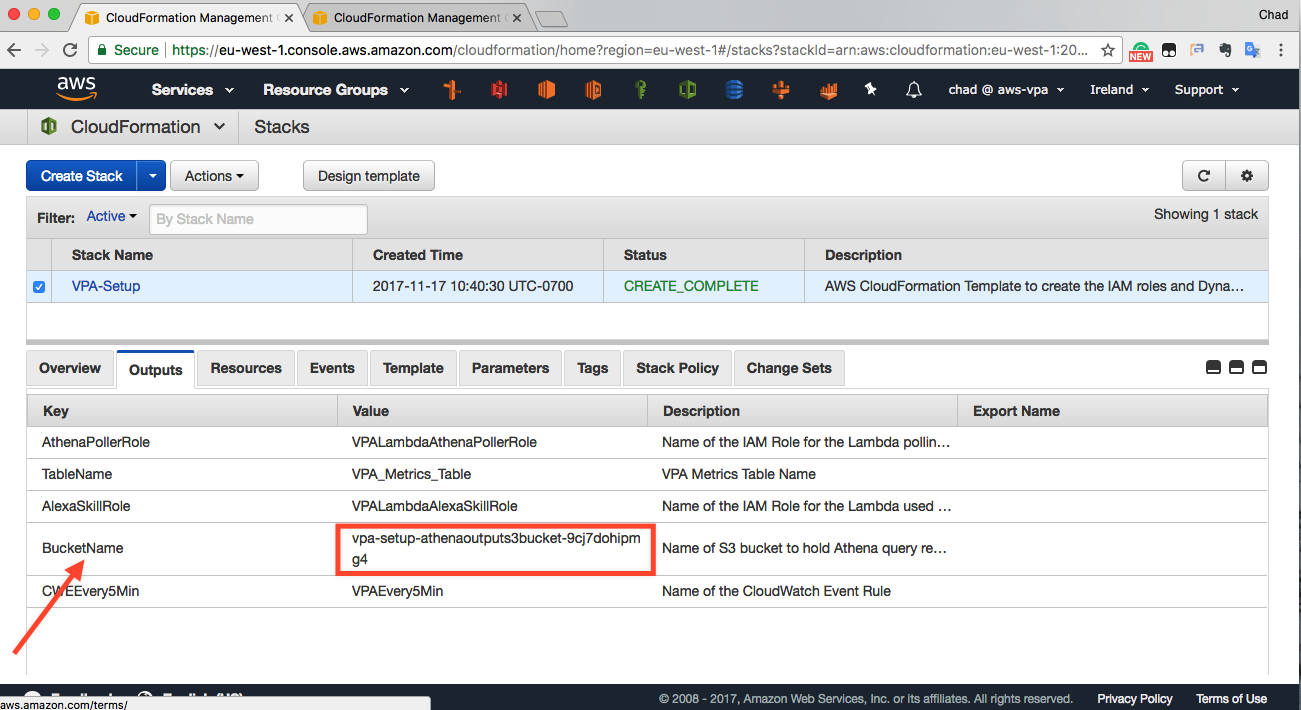 CloudFormation Management
CloudFormation Management
Chad
Secure https://eu-west-1.console.aws.amazon.com/cloudformation/home?region=eu-west-1#/stacks?stackId=arn:aws:cloudformation:eu-west-1:20...
NEW
aws Services Resource Groups chad @ aws-vpa Ireland Support
CloudFormation Stacks
Create Stack Actions Design template
Filter: Active By Stack Name Showing 1 stack
Stack Name Created Time Status Description
VPA-Setup 2017-11-17 10:40:30 UTC-0700 CREATE_COMPLETE AWS CloudFormation Template to create the IAM roles and Dyna...
Overview Outputs Resources Events Template Parameters Tags Stack Policy Change Sets
Key Value Description Export Name
AthenaPollerRole VPALambdaAthenaPollerRole Name of the IAM Role for the Lambda pollin...
TableName VPA_Metrics_Table VPA Metrics Table Name
AlexaSkillRole VPALambdaAlexaSkillRole Name of the IAM Role for the Lambda used ...
BucketName vpa-setup-athenaoutputs3bucket-9cj7dohipm
g4 Name of S3 bucket to hold Athena query re...
CWEEvery5Min VPAEvery5Min Name of the CloudWatch Event Rule
© 2008 - 2017, Amazon Web Services, Inc. or its affiliates. All rights reserved. Privacy Policy Terms of Use
aws.amazon.com/terms/